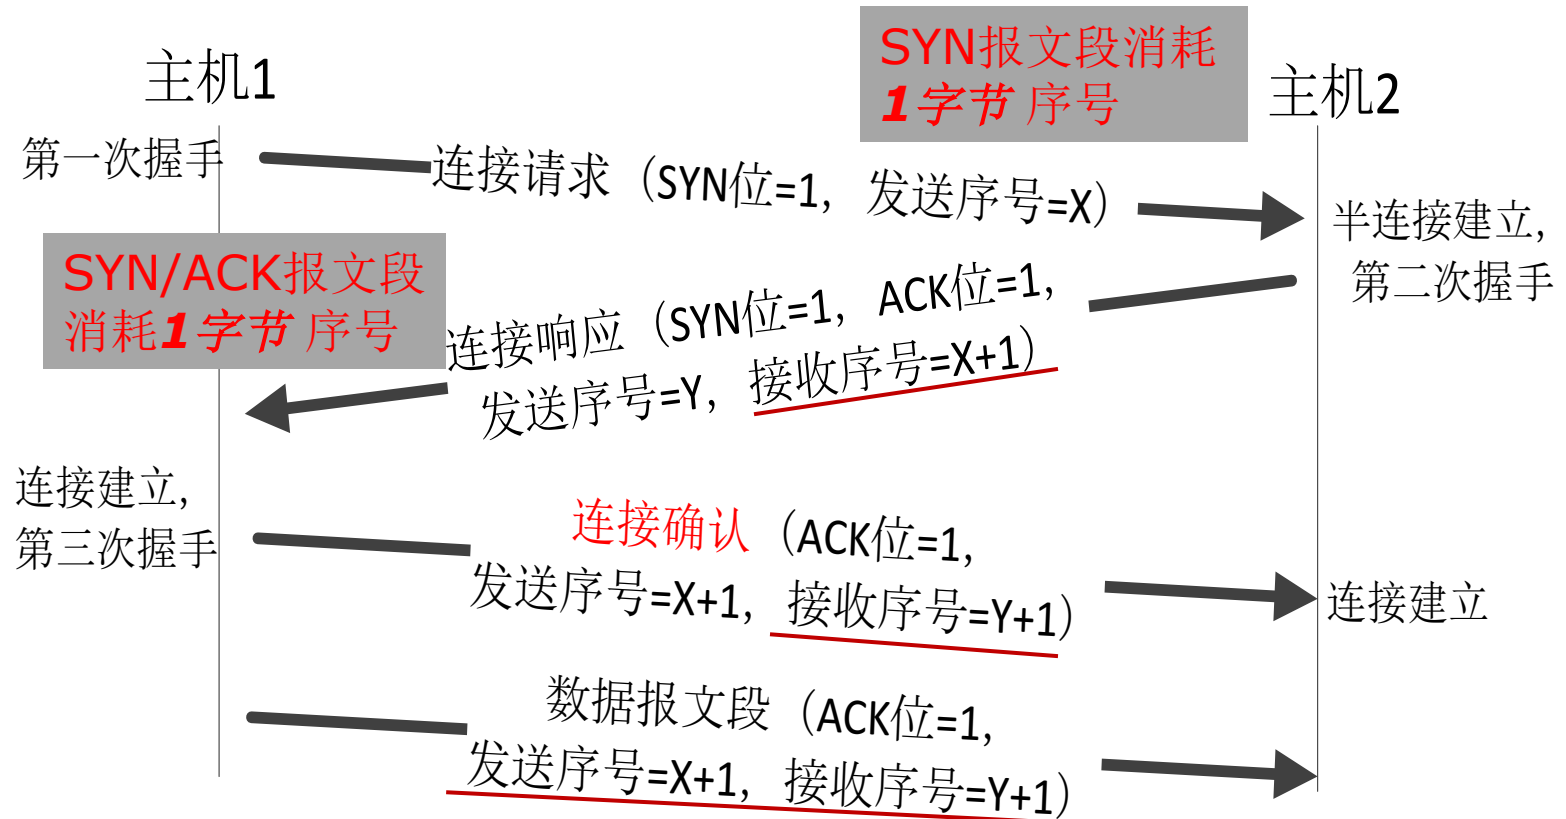 主机1
SYN报文段消耗
1字节 序号
主机2
第一次握手
连接请求（SYN位=1，发送序号=X）
半连接建立，
第二次握手
SYN/ACK报文段
消耗1字节 序号
连接响应（SYN位=1，ACK位=1，
发送序号=Y，接收序号=X+1）
连接建立，
第三次握手
连接确认（ACK位=1，
发送序号=X+1，接收序号=Y+1）
连接建立
数据报文段（ACK位=1，
发送序号=X+1，接收序号=Y+1）